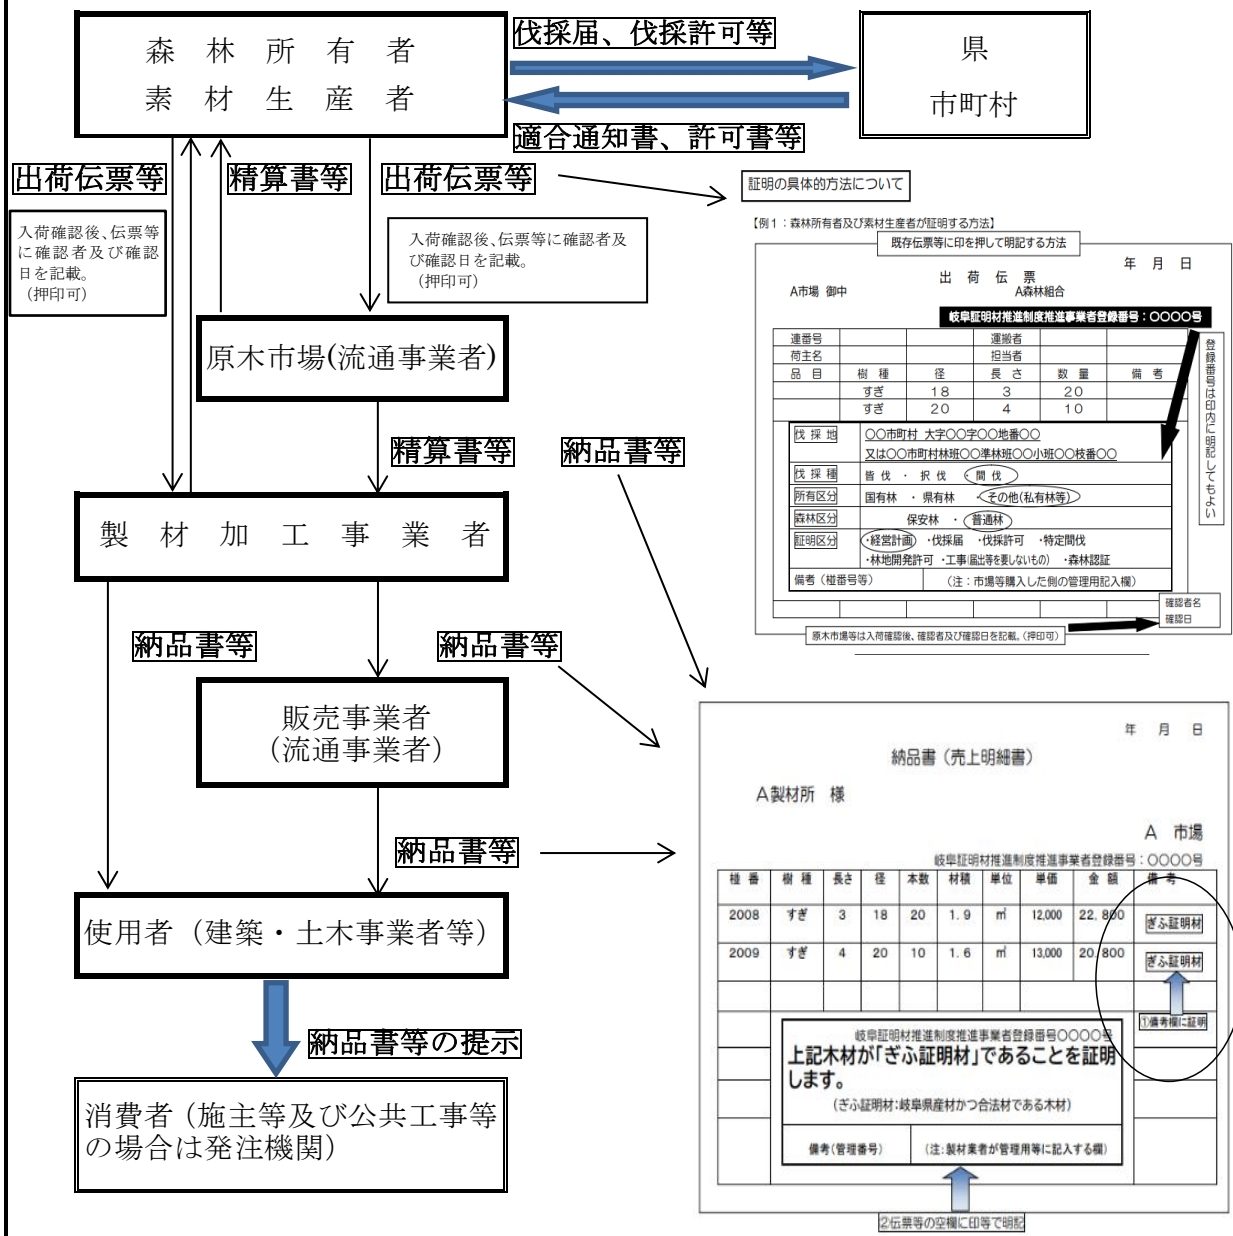 森林所有者
素材生産者
伐採届、伐採許可等
適合通知書、許可書等
県
市町村
出荷伝票等
精算書等
出荷伝票等
入荷確認後、伝票等
に確認者及び確認
日を記載。
（押印可）
入荷確認後、伝票等に確認者及
び確認日を記載。
（押印可）
原木市場(流通事業者)
精算書等
納品書等
製材加工事業者
納品書等
納品書等
販売事業者
（流通事業者）
納品書等
使用者（建築・土木事業者等）
納品書等の提示
消費者（施主等及び公共工事等
の場合は発注機関）
証明の具体的方法について
【例１：森林所有者及び素材生産者が証明する方法】
既存伝票等に印を押して明記する方法
年 月 日
出 荷 伝 票
A市場 御中
A森林組合
岐阜証明材推進制度推進事業者登録番号：〇〇〇〇号
連番号 運搬者
荷主名 担当者
品 目 樹 種 径 長 さ 数 量 備 考
すぎ 18 3 20
すぎ 20 4 10
伐 採 地 〇〇市町村 大字〇〇字〇〇地番〇〇
又は〇〇市町村林班〇〇準林班〇〇小班〇〇枝番〇〇
伐 採 種 皆 伐 ・ 択 伐 ・ 間 伐
所有区分 国有林 ・ 県有林 ・ その他(私有林等)
森林区分 保安林 ・ 普通林
証明区分 ・経営計画 ・伐採届 ・伐採許可 ・特定間伐
・林地開発許可 ・工事(届出等を要しないもの) ・森林認証
備考（椪番号等） （注：市場等購入した側の管理用記入欄）
登録番号は印内に明記してもよい
確認者名
確認日
原木市場等は入荷確認後、確認者及び確認日を記載。（押印可）
年 月 日
納品書（売上明細書）
A製材所 様
A 市場
岐阜証明材推進制度推進事業者登録番号：〇〇〇〇号
椪 番 樹 種 長さ 径 本数 材積 単位 単価 金 額 備 考
2008 すぎ 3 18 20 1.9 ㎥ 12,000 22,800 ぎふ証明材
2009 すぎ 4 20 10 1.6 ㎥ 13,000 20,800 ぎふ証明材
①備考欄に証明
岐阜証明材推進制度推進事業者登録番号〇〇〇〇号
上記木材が「ぎふ証明材」であることを証明
します。
（ぎふ証明材:岐阜県産材かつ合法材である木材）
備考（管理番号） （注:製材業者が管理用等に記入する欄）
②伝票等の空欄に印等で明記